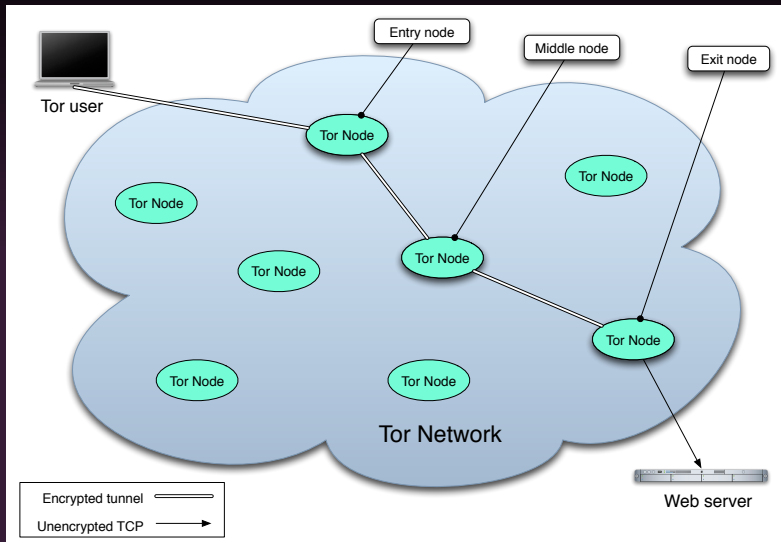 Entry node
Middle node
Exit node
Tor user
Tor Node
Tor Node
Tor Node
Tor Node
Tor Node
Tor Node
Tor Node
Tor Node
Tor Network
Encrypted tunnel
Unencrypted TCP
Web server